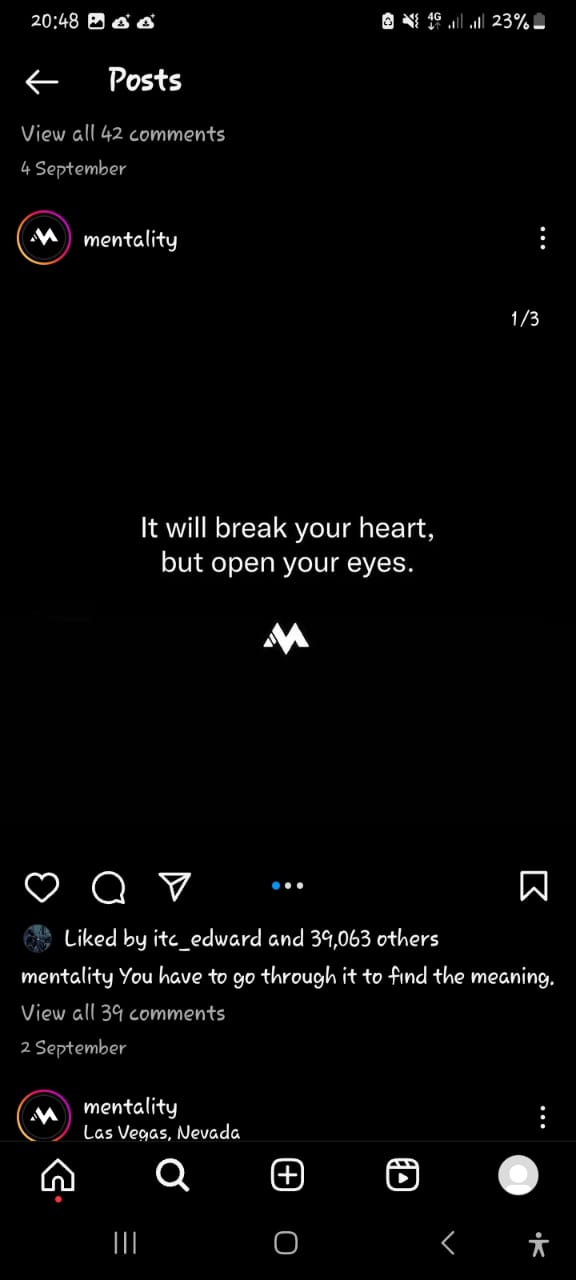 20:48
4G
23%
Posts
View all 42 comments
4 September
mentality
1/3
It will break your heart,
but open your eyes.
Liked by itc_edward and 39,063 others
mentality You have to go through it to find the meaning.
View all 39 comments
2 September
mentality
Las Vegas, Nevada